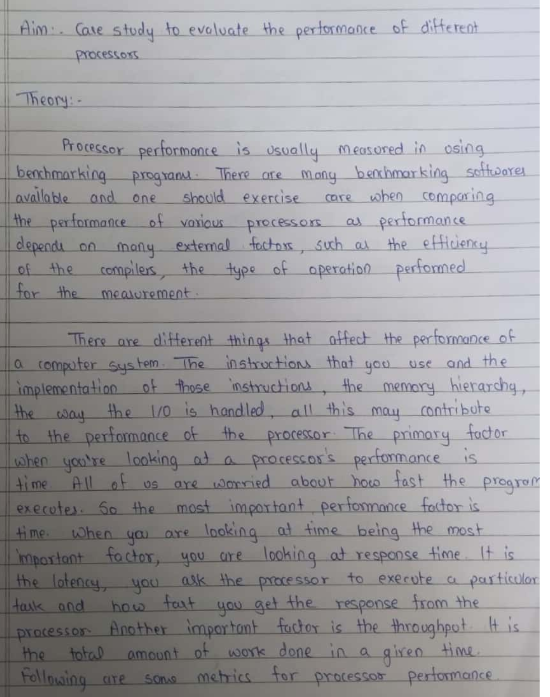 Aim:- Case study to evaluate the performance of different
processors
Theory:-
Processor performance is usually measured in using
benchmarking programs. There are many benchmarking softwares
available and one should exercise care when comparing
the performance of various processors as performance
depends on many external factors, such as the efficiency
of the compilers, the type of operation performed
for the measurement.
There are different things that affect the performance of
a computer system. The instructions that you use and the
implementation of those instructions, the memory hierarchy,
the way the I/O is handled, all this may contribute
to the performance of the processor. The primary factor
when you're looking at a processor's performance is
time. All of us are worried about how fast the program
executes. So the most important performance factor is
time. When you are looking at time being the most
important factor, you are looking at response time. It is
the latency, you ask the processor to execute a particular
task and how fast you get the response from the
processor. Another important factor is the throughput. It is
the total amount of work done in a given time.
Following are some metrics for processor performance.